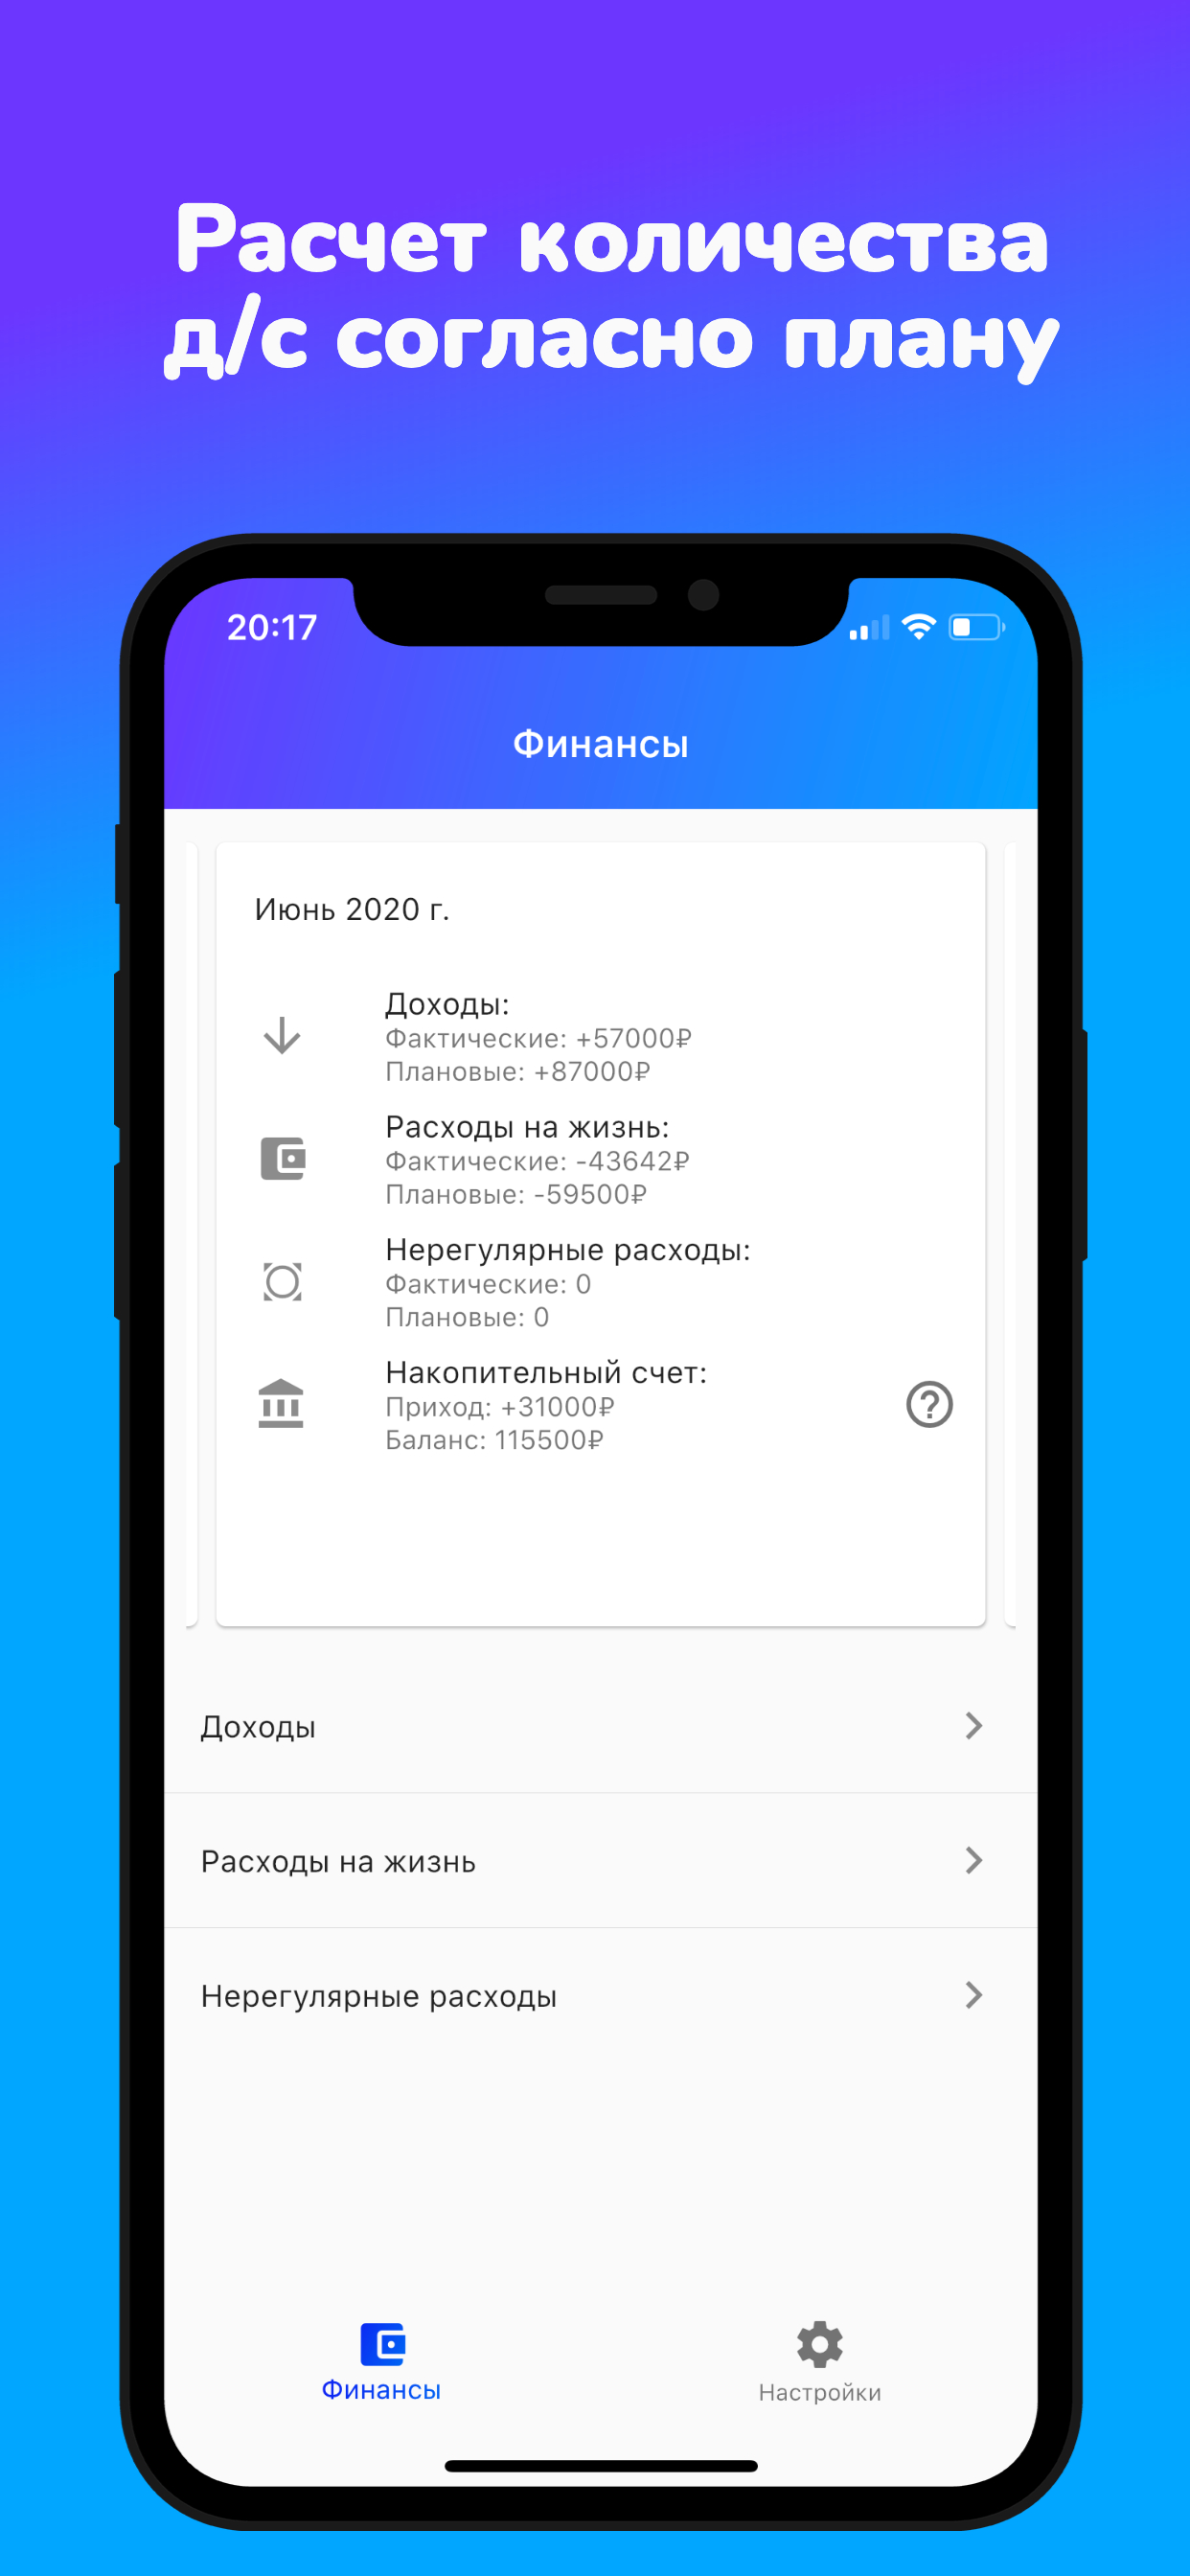 Расчет количества
д/с согласно плану
20:17
Финансы
Июнь 2020 г.
Доходы:
Фактические: +57000₽
Плановые: +87000₽
Расходы на жизнь:
Фактические: -43642₽
Плановые: -59500₽
Нерегулярные расходы:
Фактические: 0
Плановые: 0
Накопительный счет:
Приход: +31000₽
Баланс: 115500₽
Доходы
Расходы на жизнь
Нерегулярные расходы
Финансы
Настройки